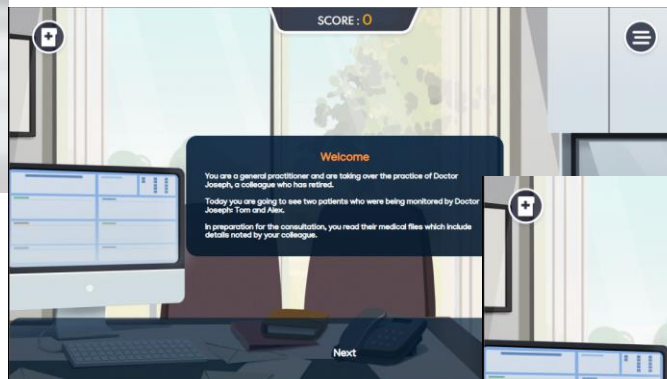 SCORE : 0
Welcome
You are a general practitioner and are taking over the practice of Doctor
Joseph, a colleague who has retired.
Today you are going to see two patients who were being monitored by Doctor
Joseph: Tom and Alex.
In preparation for the consultation, you read their medical files which include
details noted by your colleague.
Next